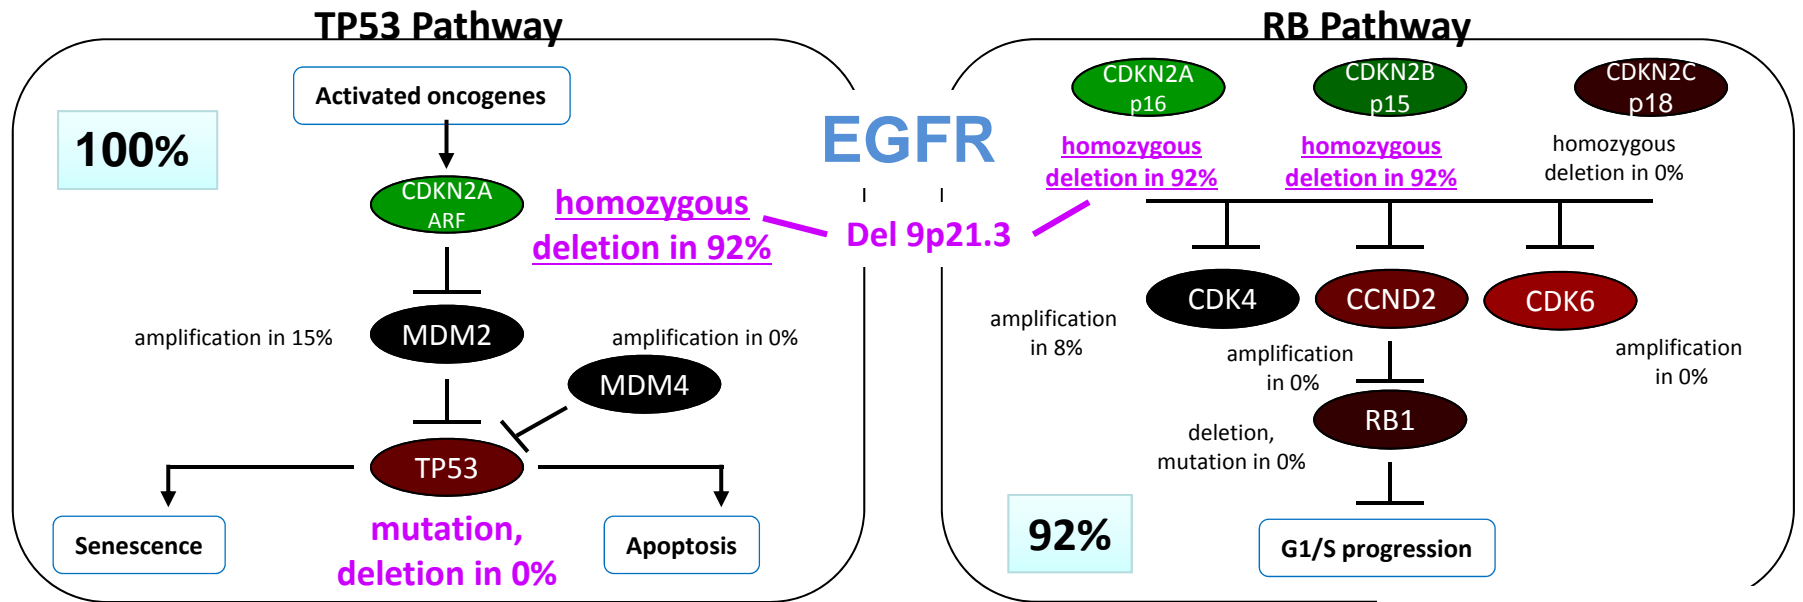 TP53 Pathway
Activated oncogenes
100%
CDKN2A
ARF
homozygous
deletion in 92%
amplification in 15%
MDM2
amplification in 0%
MDM4
TP53
Senescence
mutation,
deletion in 0%
Apoptosis
EGFR
Del 9p21.3
RB Pathway
CDKN2A
p16
CDKN2B
p15
CDKN2C
p18
homozygous
deletion in 92%
homozygous
deletion in 92%
homozygous
deletion in 0%
CDK4
CCND2
CDK6
amplification
in 8%
amplification
in 0%
amplification
in 0%
RB1
deletion,
mutation in 0%
92%
G1/S progression